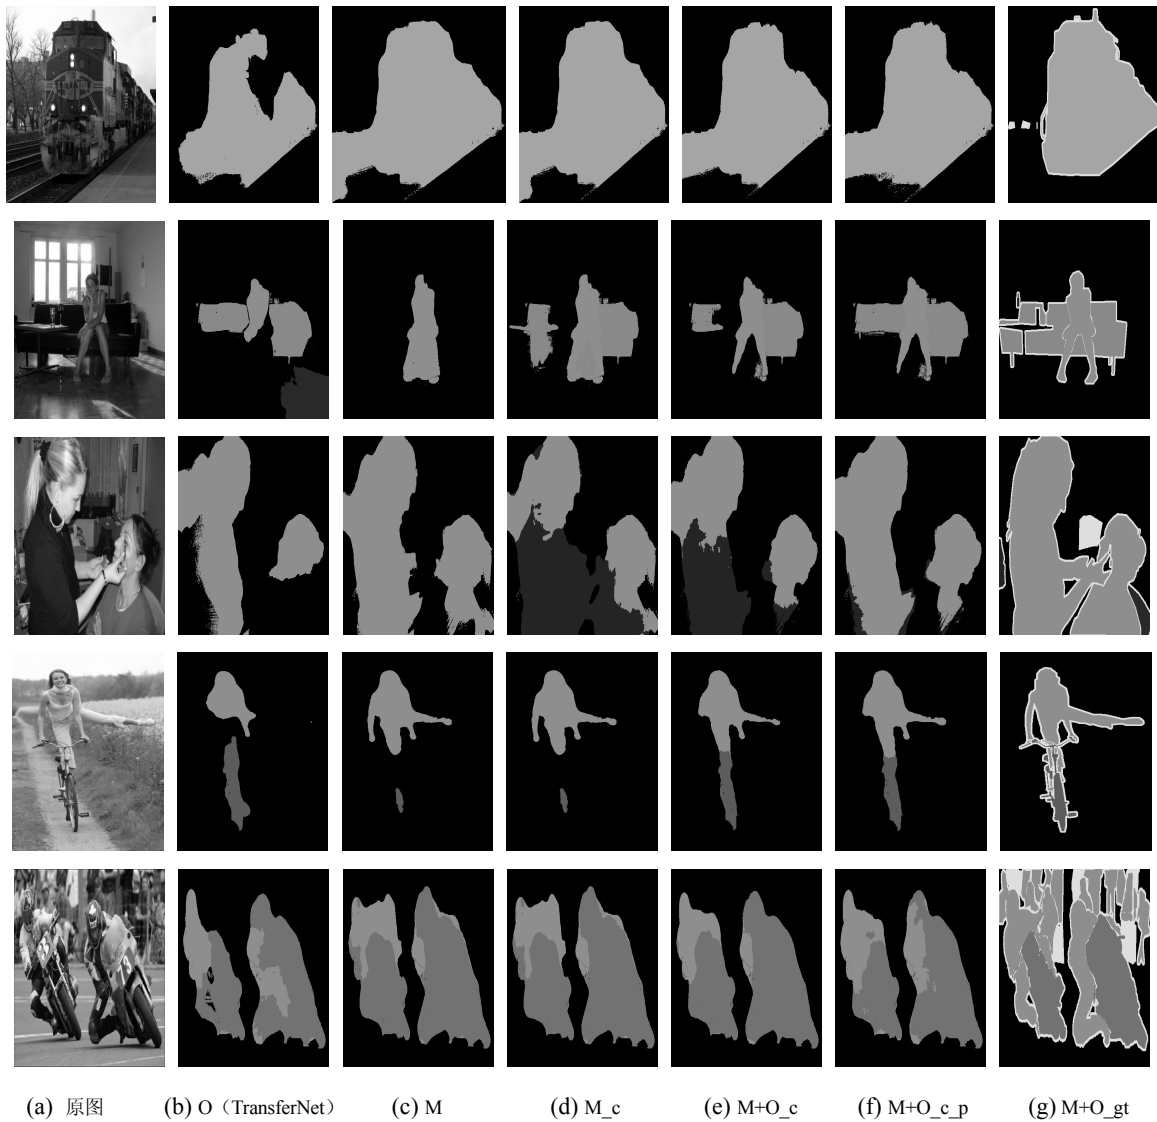 (a) 原图 (b) O（TransferNet） (c) M (d) M_c (e) M+O_c (f) M+O_c_p (g) M+O_gt